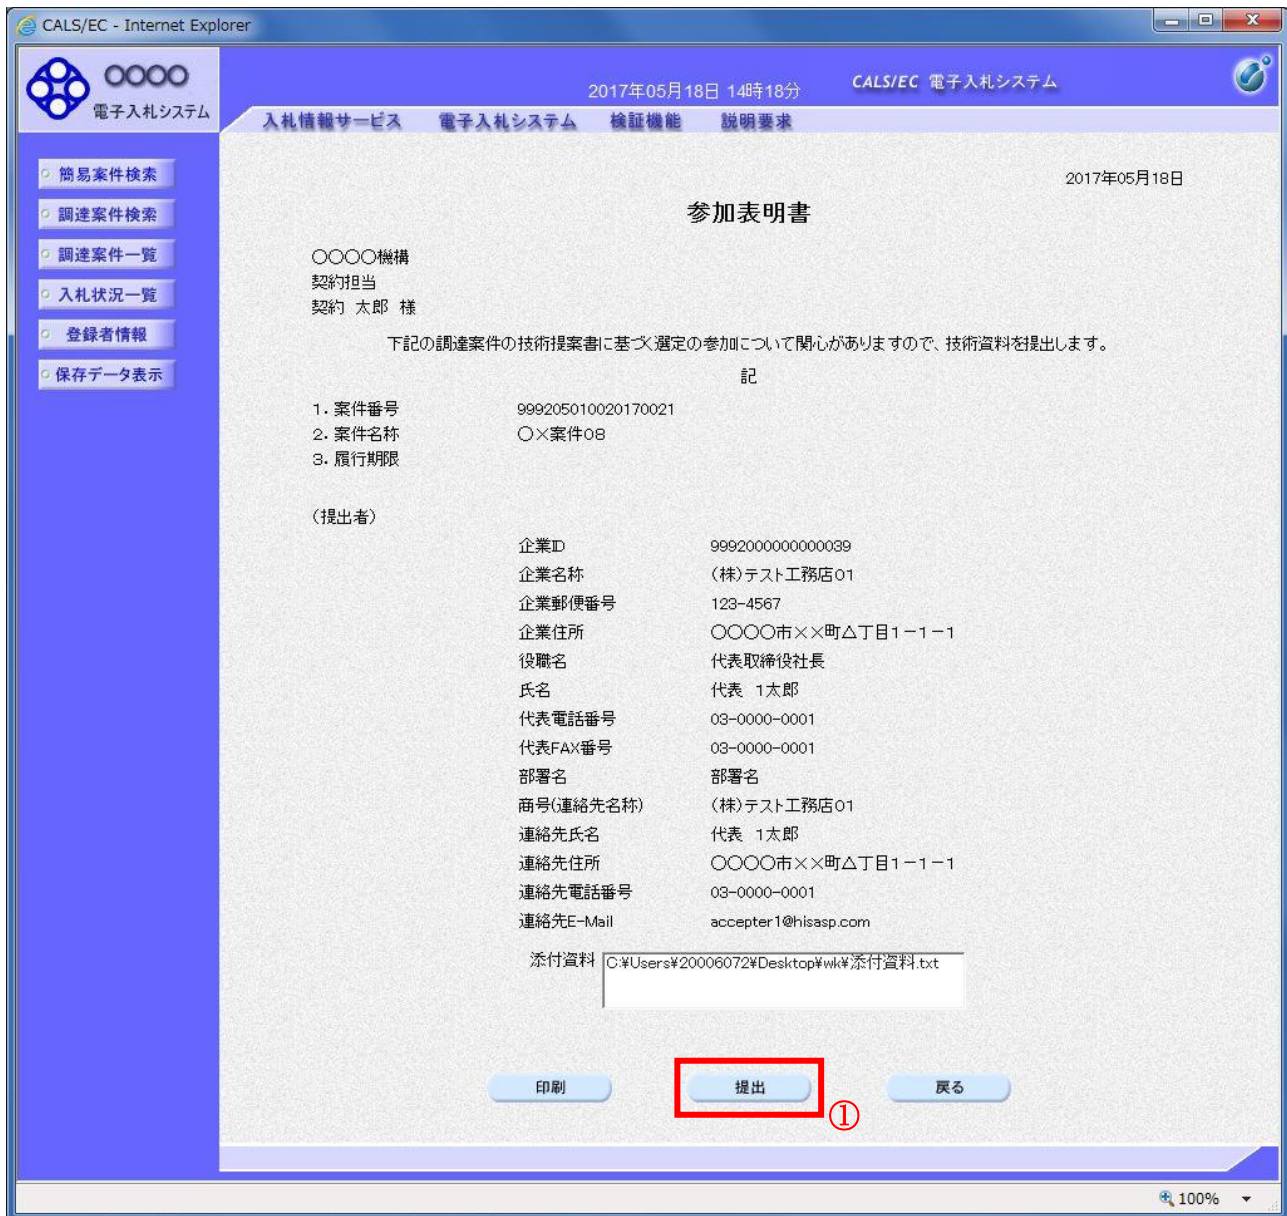 CALS/EC - Internet Explorer
〇〇〇〇
電子入札システム
2017年05月18日 14時18分
CALS/EC 電子入札システム
入札情報サービス 電子入札システム 検証機能 説明要求
簡易案件検索
調達案件検索
調達案件一覧
入札状況一覧
登録者情報
保存データ表示
2017年05月18日
参加表明書
〇〇〇〇機構
契約担当
契約 太郎 様
下記の調達案件の技術提案書に基づく選定の参加について関心がありますので、技術資料を提出します。
記
1. 案件番号 999205010020170021
2. 案件名称 〇×案件08
3. 履行期限
(提出者)
企業ID 9992000000000039
企業名称 (株)テスト工務店01
企業郵便番号 123-4567
企業住所 〇〇〇〇市××町△丁目1-1-1
役職名 代表取締役社長
氏名 代表 1太郎
代表電話番号 03-0000-0001
代表FAX番号 03-0000-0001
部署名 部署名
商号(連絡先名称) (株)テスト工務店01
連絡先氏名 代表 1太郎
連絡先住所 〇〇〇〇市××町△丁目1-1-1
連絡先電話番号 03-0000-0001
連絡先E-Mail accepter1@hisasp.com
添付資料 C:¥Users¥20006072¥Desktop¥wk¥添付資料.txt
印刷 提出 戻る
①
100%